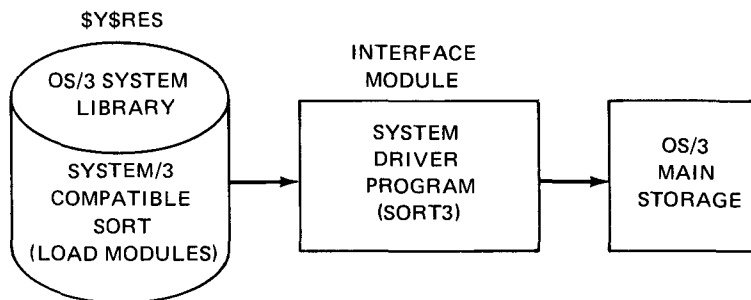 $Y$RES
OS/3 SYSTEM
LIBRARY
SYSTEM/3
COMPATIBLE
SORT
(LOAD MODULES)
INTERFACE
MODULE
SYSTEM
DRIVER
PROGRAM
(SORT3)
OS/3
MAIN
STORAGE